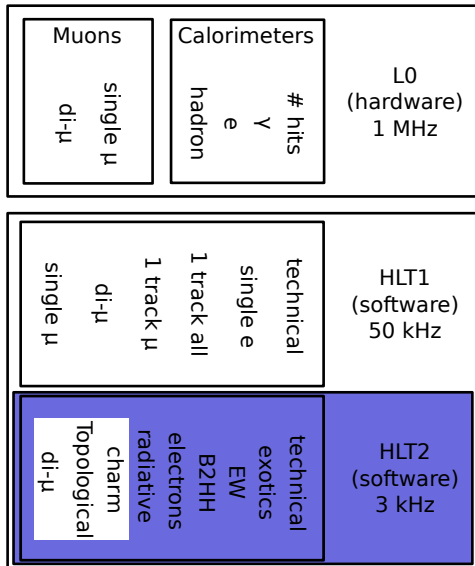 Muons
di-μ
single μ
Calorimeters
hadron
e
γ
# hits
L0
(hardware)
1 MHz
single μ
di-μ
1 track μ
1 track all
single e
technical
HLT1
(software)
50 kHz
di-μ
Topological
charm
radiative
electrons
B2HH
EW
exotics
technical
HLT2
(software)
3 kHz